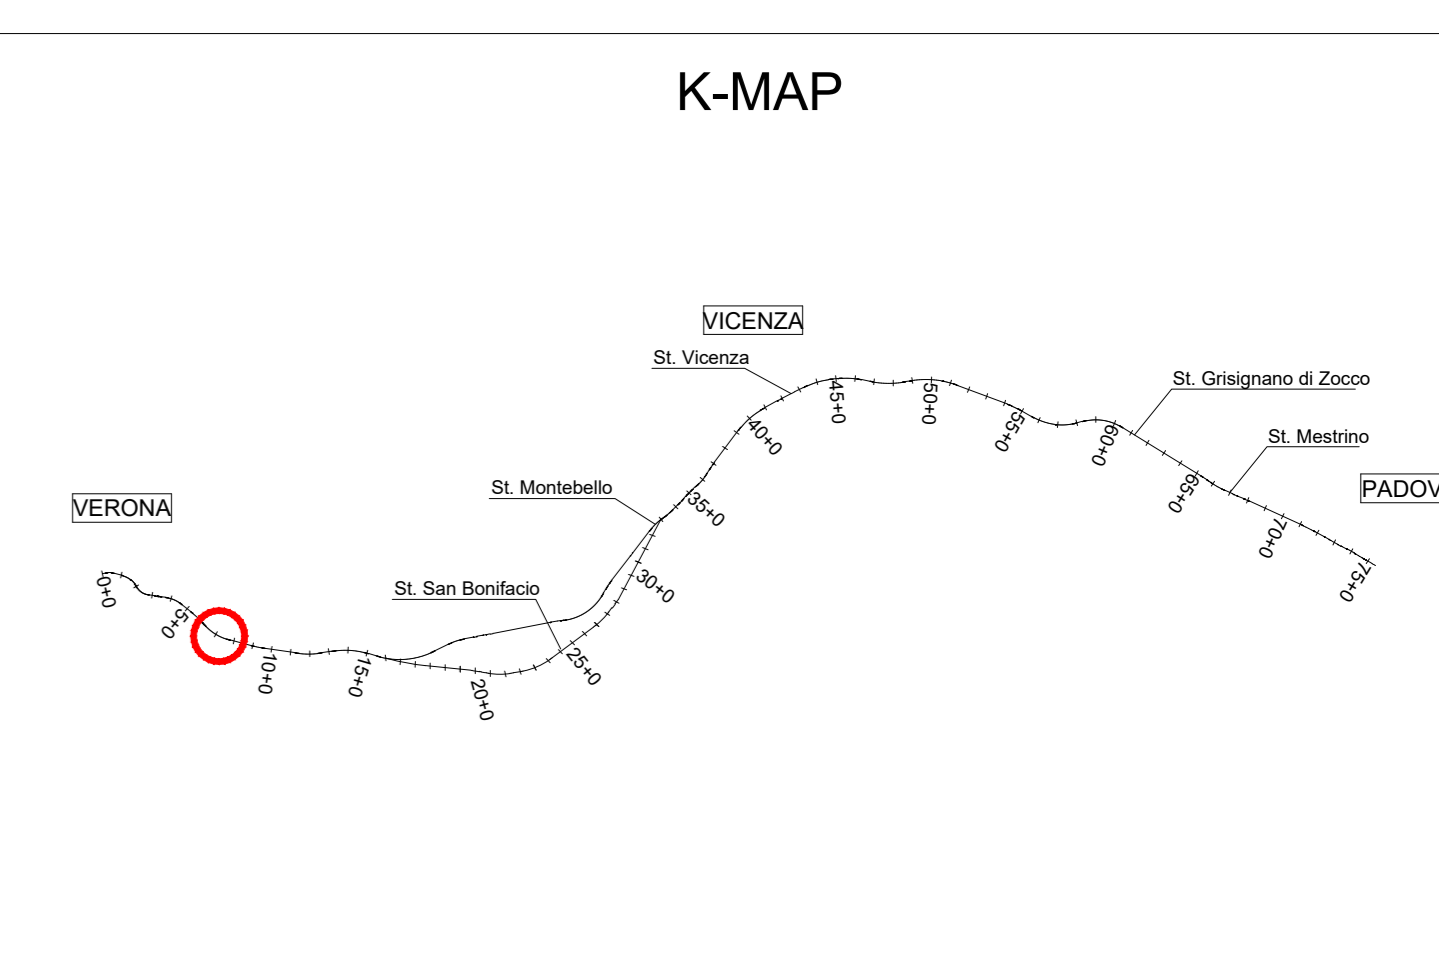 K-MAP
VICENZA
St. Vicenza
St. Grisignano di Zocco
St. Mestrino
PADOV
St. Montebello
VERONA
St. San Bonifacio
0+0
5+0
10+0
15+0
20+0
25+0
30+0
35+0
40+0
45+0
50+0
55+0
60+0
65+0
70+0
75+0